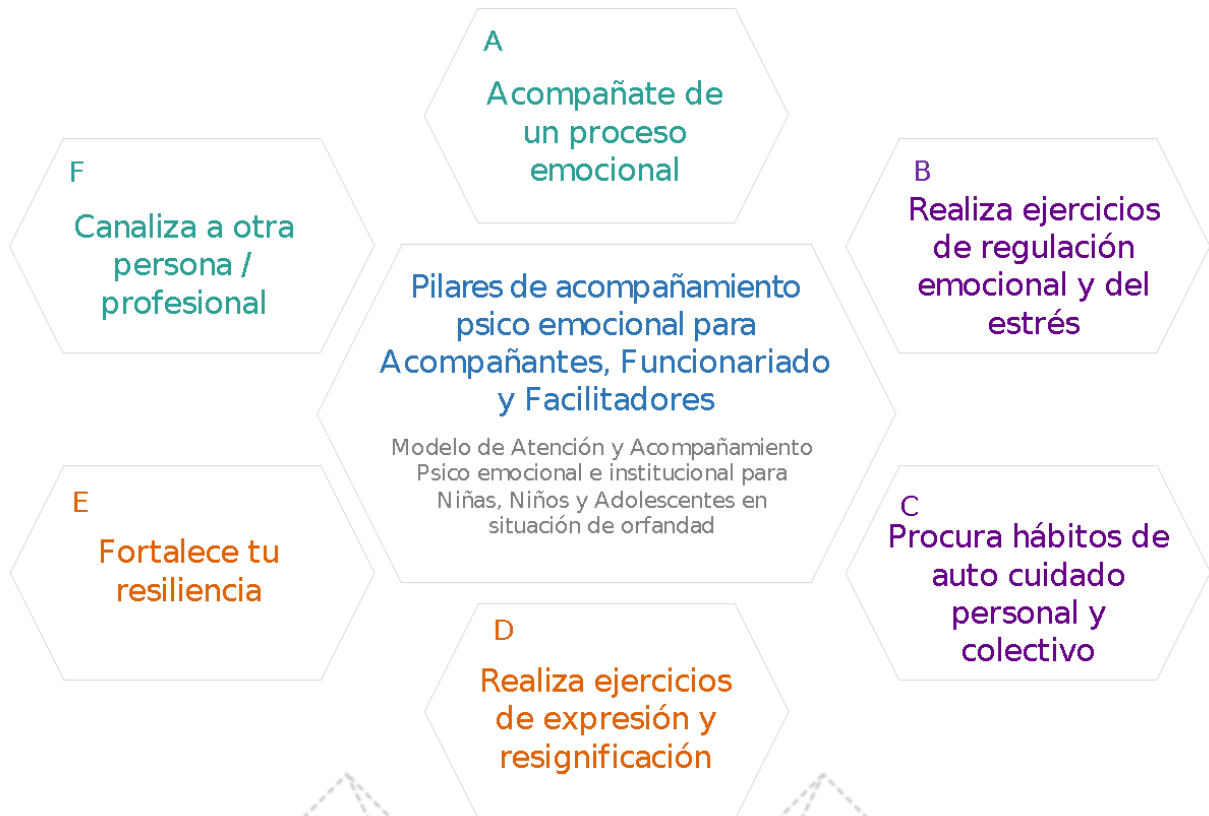 A
Acompañate de
un proceso
emocional
B
Realiza ejercicios
de regulación
emocional y del
estrés
C
Procura hábitos de
auto cuidado
personal y
colectivo
D
Realiza ejercicios
de expresión y
resignificación
E
Fortalece tu
resiliencia
F
Canaliza a otra
persona /
profesional
Pilares de acompañamiento
psico emocional para
Acompañantes, Funcionariado
y Facilitadores
Modelo de Atención y Acompañamiento
Psico emocional e institucional para
Niñas, Niños y Adolescentes en
situación de orfandad